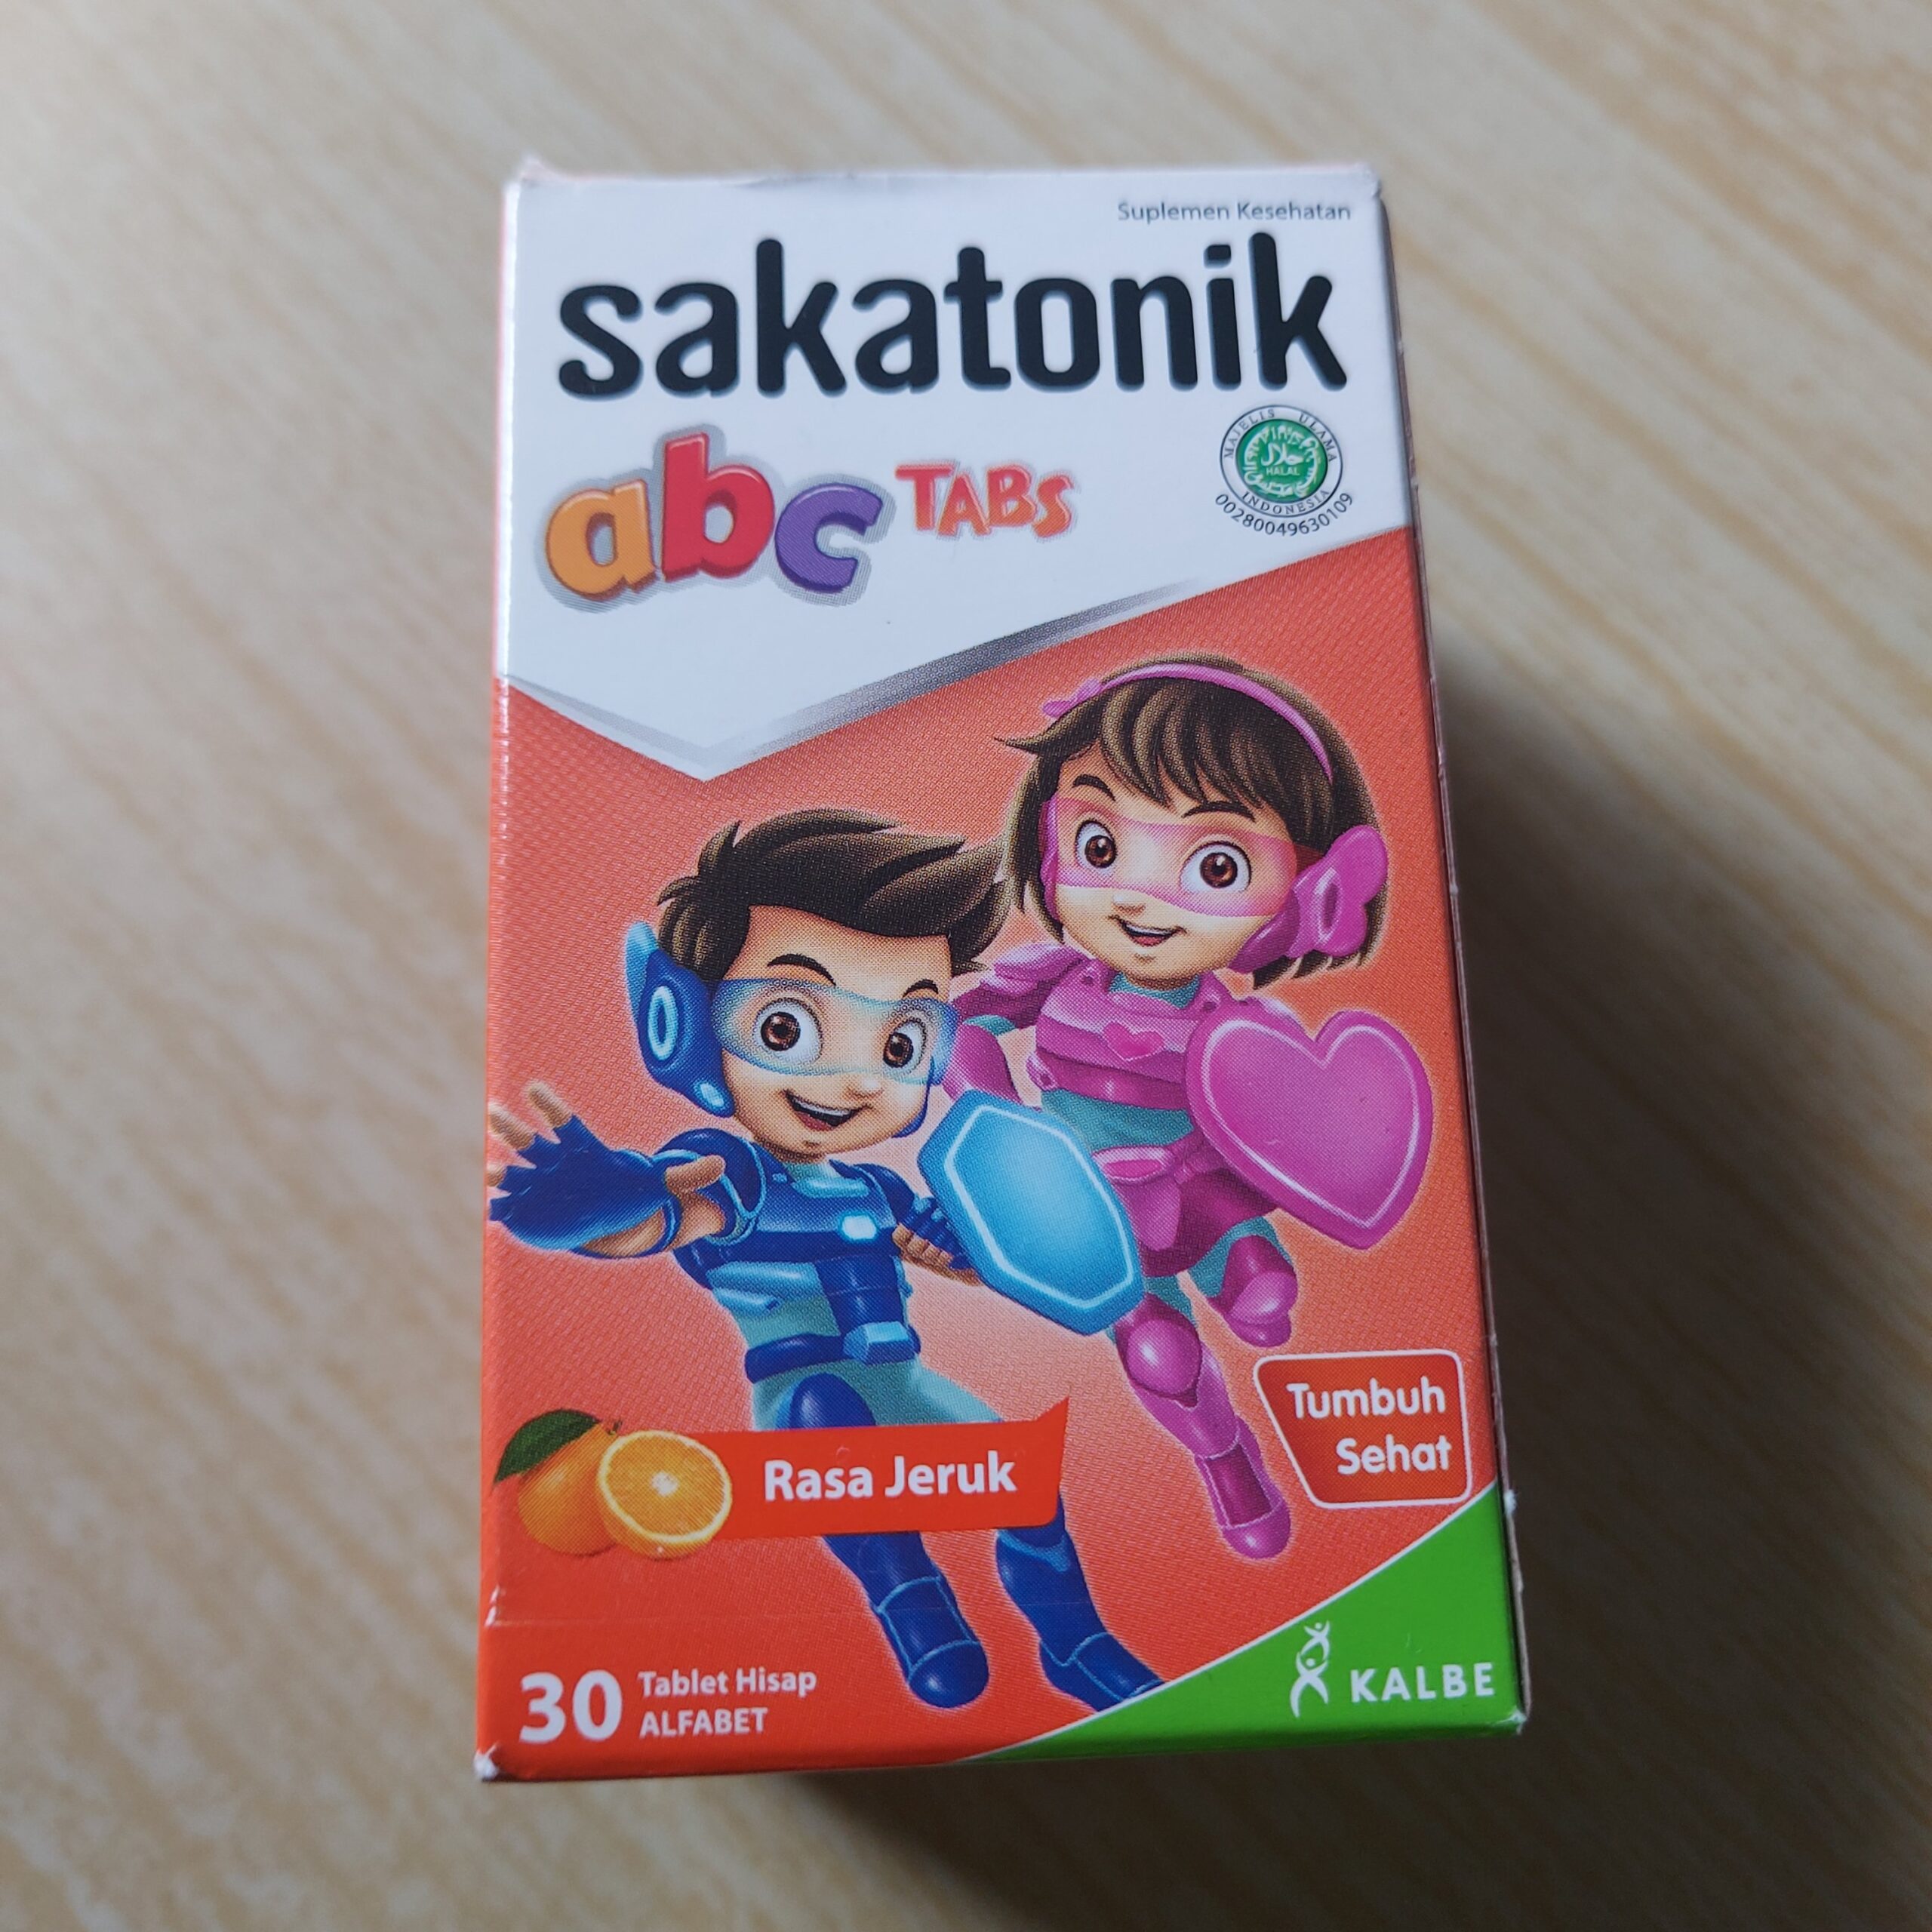 Suplemen Kesehatan
sakatonik
abc TABS
MAJELIS ULAMA
حلال
HALAL
INDONESIA
00280049630109
Rasa Jeruk
Tumbuh
Sehat
30 Tablet Hisap
ALFABET
KALBE